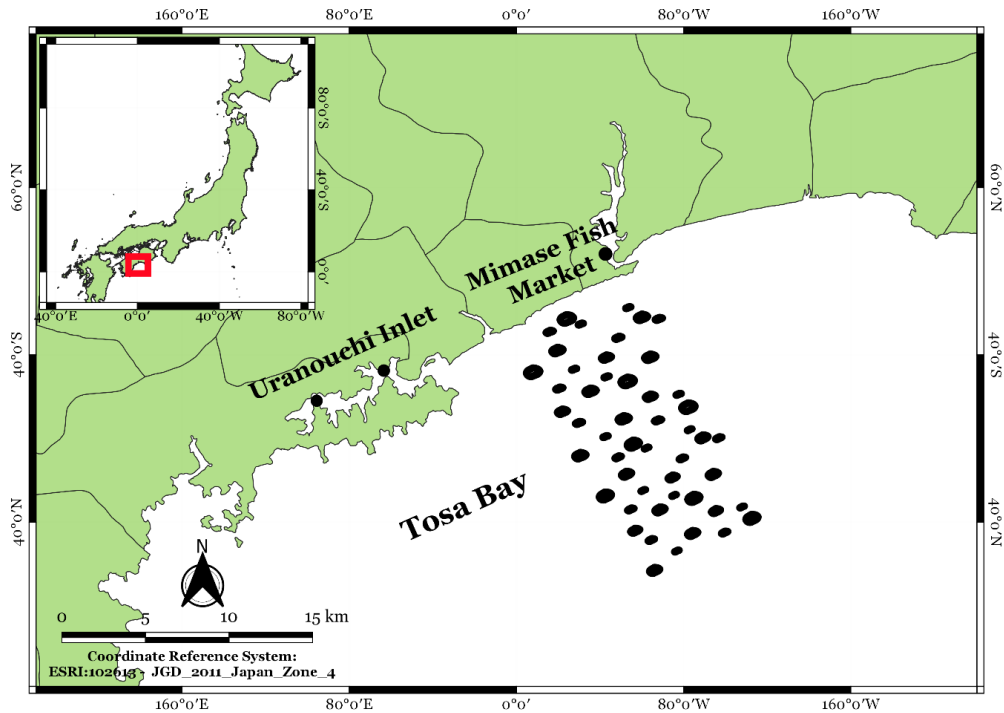 160°0′E 80°0′E 0°0′ 80°0′W 160°0′W
80°0′S
40°0′S
0°0′
40°0′E 0°0′ 40°0′W 80°0′W
60°0′N
60°0′N
Mimase Fish
Market
Uranouchi Inlet
40°0′S
40°0′S
Tosa Bay
40°0′N
40°0′N
N
0 5 10 15 km
Coordinate Reference System:
ESRI:102613 - JGD_2011_Japan_Zone_4
160°0′E 80°0′E 0°0′ 80°0′W 160°0′W